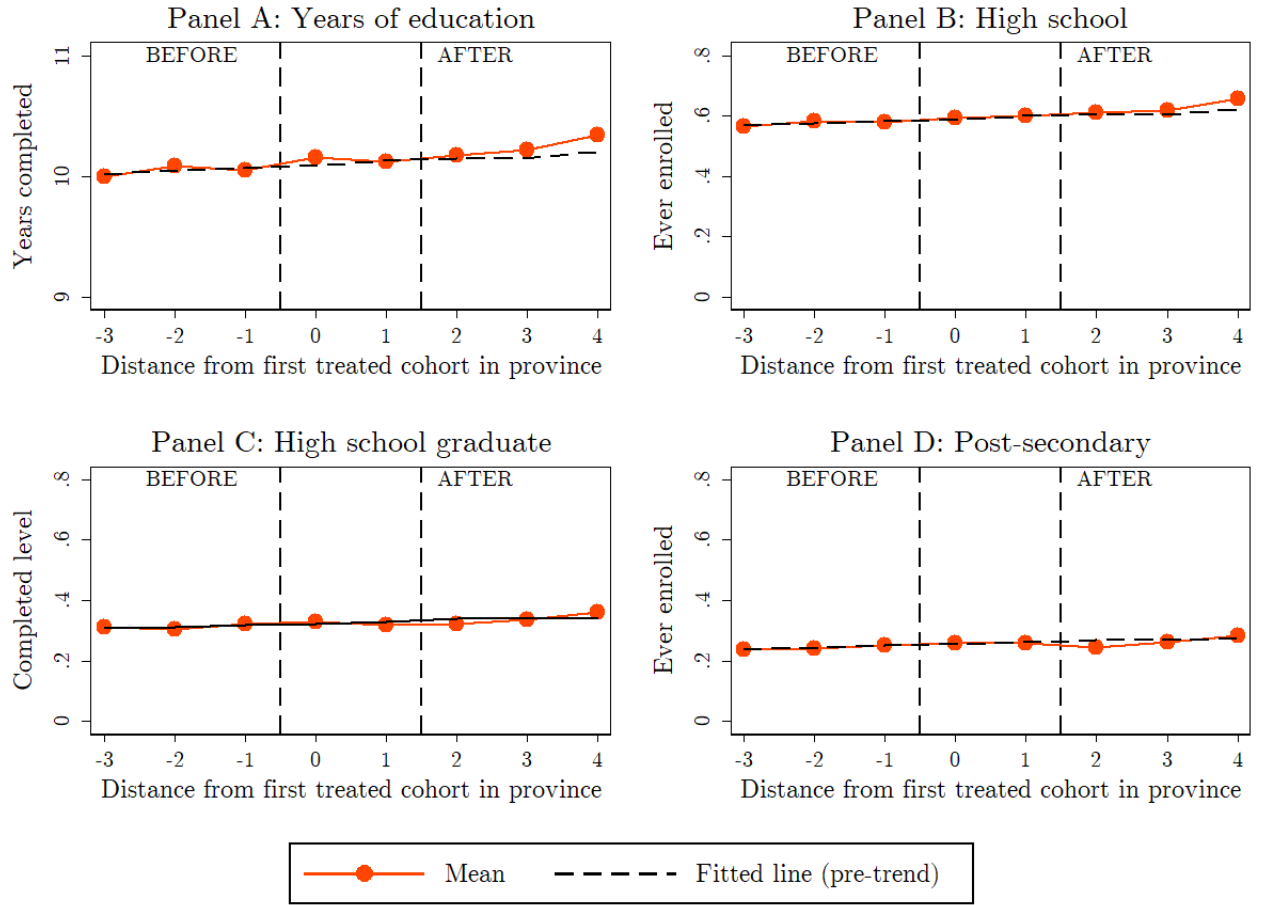 Panel A: Years of education
BEFORE AFTER
Years completed
11
10
9
-3 -2 -1 0 1 2 3 4
Distance from first treated cohort in province
Panel B: High school
BEFORE AFTER
Ever enrolled
.8
.6
.4
.2
0
-3 -2 -1 0 1 2 3 4
Distance from first treated cohort in province
Panel C: High school graduate
BEFORE AFTER
Completed level
.8
.6
.4
.2
0
-3 -2 -1 0 1 2 3 4
Distance from first treated cohort in province
Panel D: Post-secondary
BEFORE AFTER
Ever enrolled
.8
.6
.4
.2
0
-3 -2 -1 0 1 2 3 4
Distance from first treated cohort in province
Mean Fitted line (pre-trend)